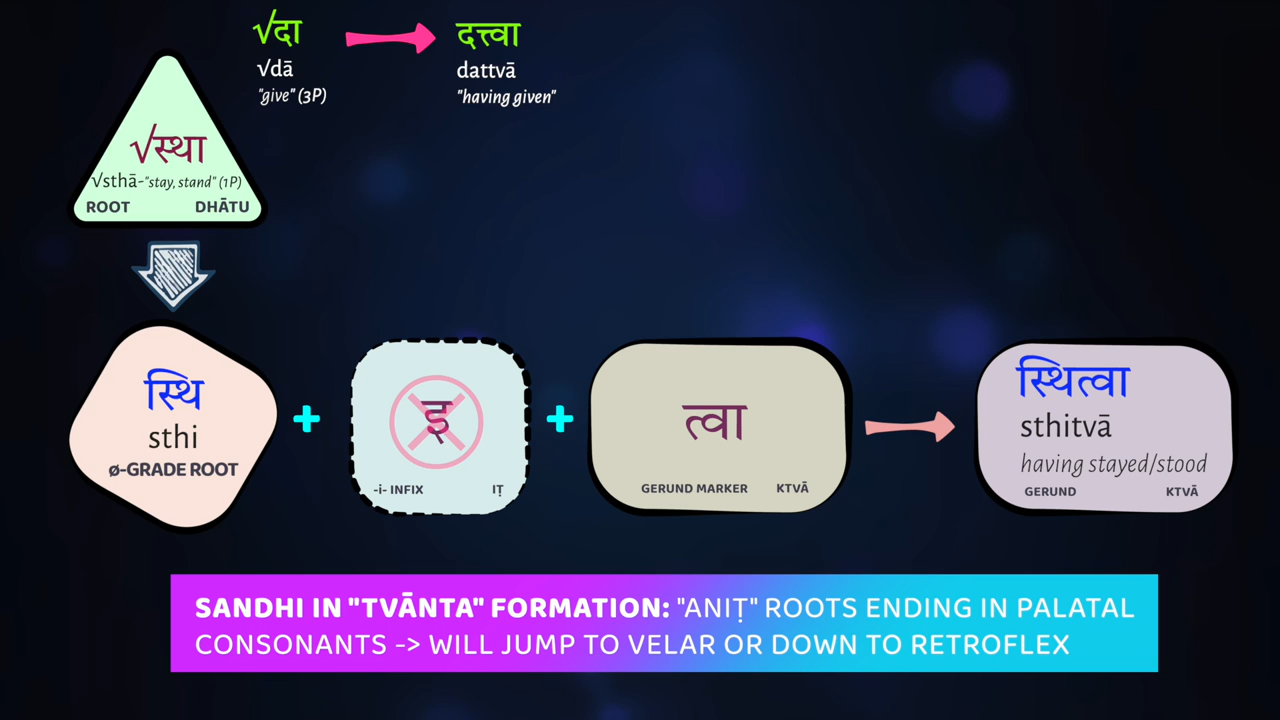 √दा
√dā
"give" (3P)
दत्त्वा
dattvā
"having given"
√स्था
√sthā-"stay, stand" (1P)
ROOT DHĀTU
स्थि
sthi
ø-GRADE ROOT
+
इ
-i- INFIX IṬ
+
त्वा
GERUND MARKER KTVĀ
स्थित्वा
sthitvā
having stayed/stood
GERUND KTVĀ
SANDHI IN "TVĀNTA" FORMATION: "ANIṬ" ROOTS ENDING IN PALATAL
CONSONANTS -> WILL JUMP TO VELAR OR DOWN TO RETROFLEX